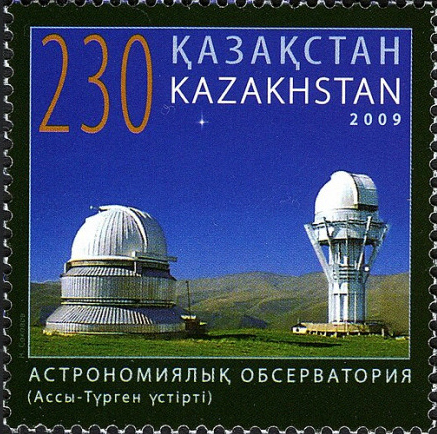 230
ҚАЗАҚСТАН
KAZAKHSTAN
2009
АСТРОНОМИЯЛЫҚ ОБСЕРВАТОРИЯ
(Ассы-Түрген үстірті)